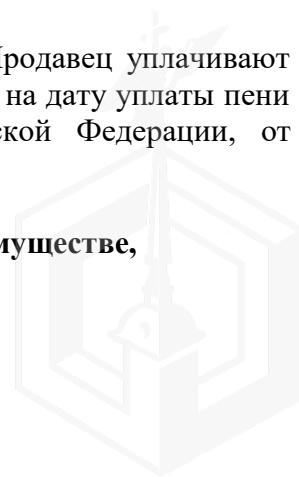 Продавец уплачивают
на дату уплаты пени
ской Федерации, от
муществе,